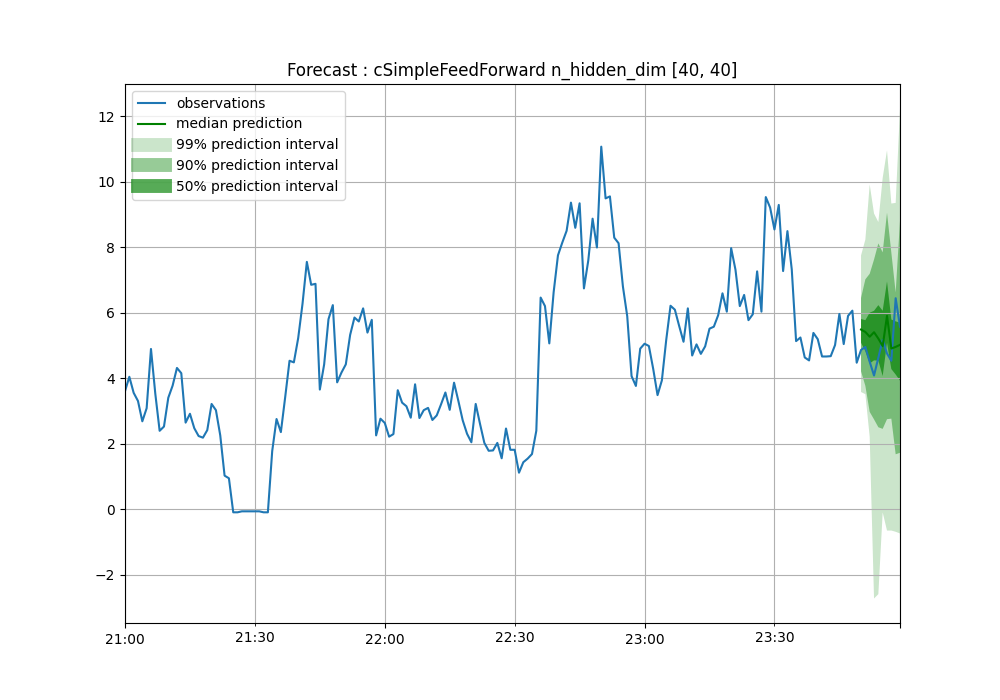 Forecast : cSimpleFeedForward n_hidden_dim [40, 40]
observations
median prediction
99% prediction interval
90% prediction interval
50% prediction interval
12
10
8
6
4
2
0
−2
21:00
21:30
22:00
22:30
23:00
23:30